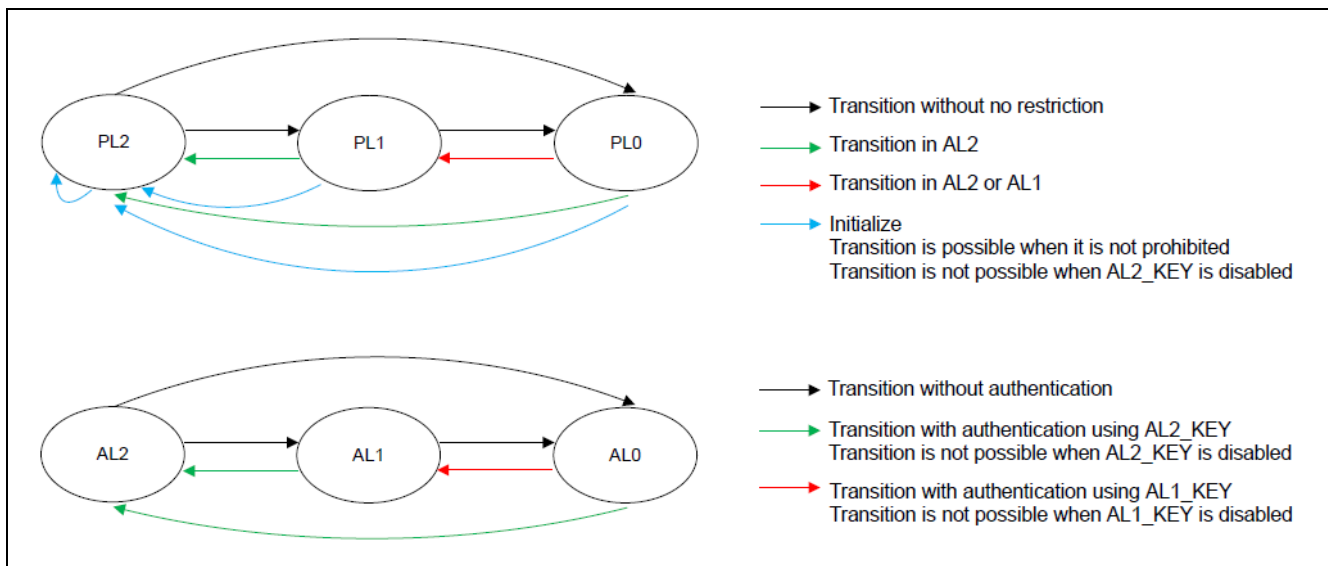 PL2
PL1
PL0
Transition without no restriction
Transition in AL2
Transition in AL2 or AL1
Initialize
Transition is possible when it is not prohibited
Transition is not possible when AL2_KEY is disabled
AL2
AL1
AL0
Transition without authentication
Transition with authentication using AL2_KEY
Transition is not possible when AL2_KEY is disabled
Transition with authentication using AL1_KEY
Transition is not possible when AL1_KEY is disabled